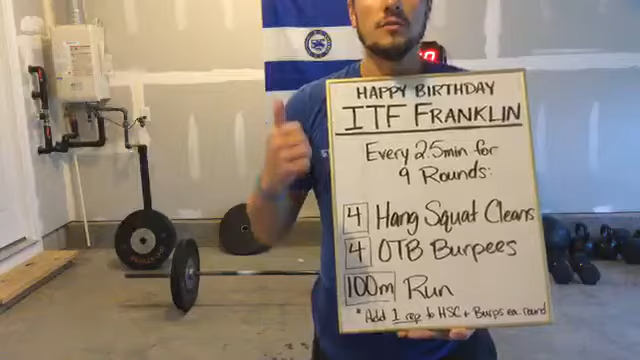 HAPPY BIRTHDAY
ITF FRANKLIN
Every 2.5min for
9 Rounds:
4 Hang Squat Cleans
4 OTB Burpees
100m Run
* Add 1 rep to HSC + Burps ea. round